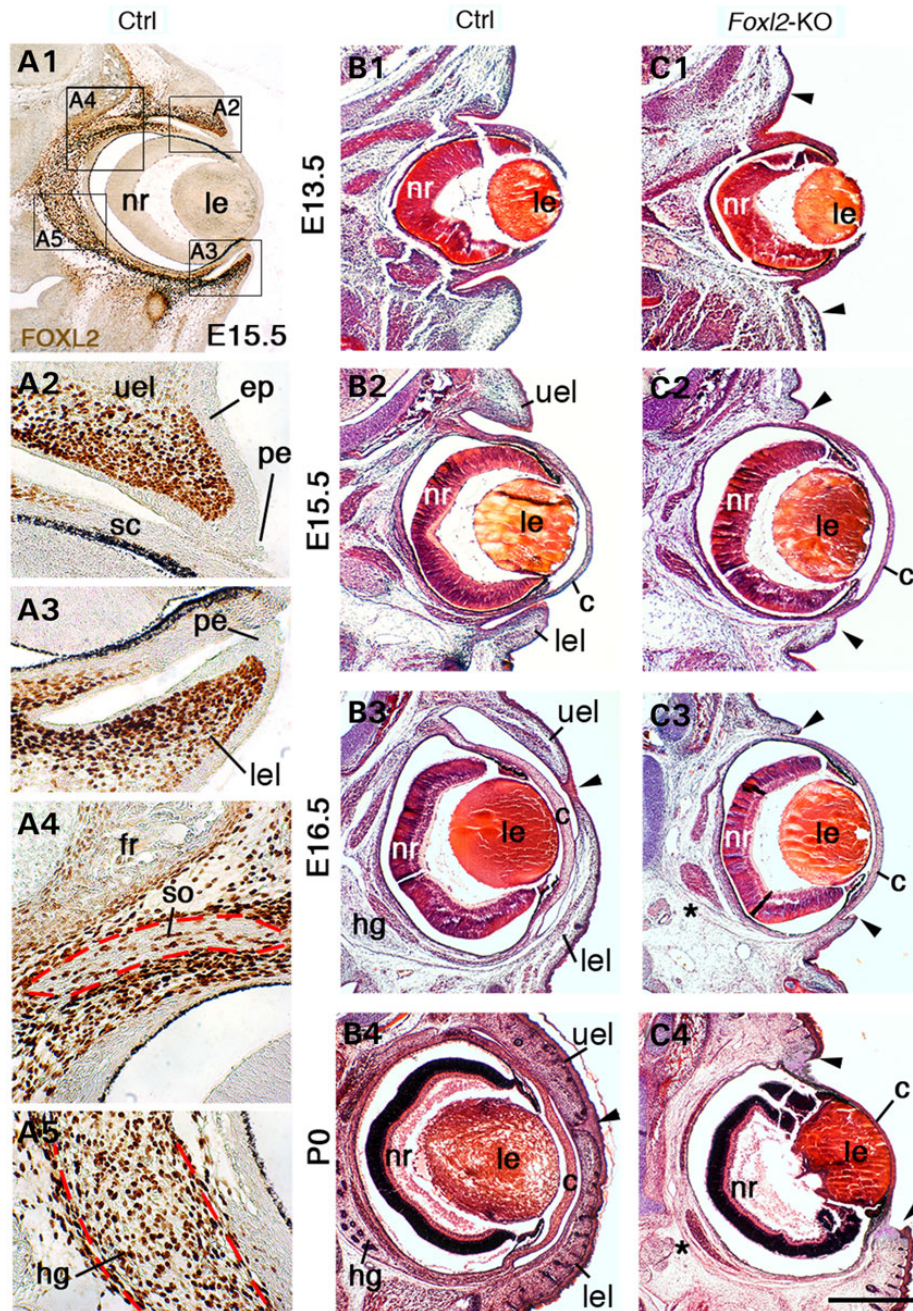 Ctrl
Ctrl
Foxl2-KO
A1
A4
A2
nr
le
A5
A3
FOXL2
E15.5
A2
uel
ep
pe
sc
A3
pe
lel
A4
fr
so
A5
hg
E13.5
B1
nr
le
C1
nr
le
E15.5
B2
uel
nr
le
c
lel
C2
nr
le
c
E16.5
B3
uel
nr
le
c
hg
lel
C3
nr
le
c
*
P0
B4
uel
nr
le
c
hg
lel
C4
c
le
nr
*